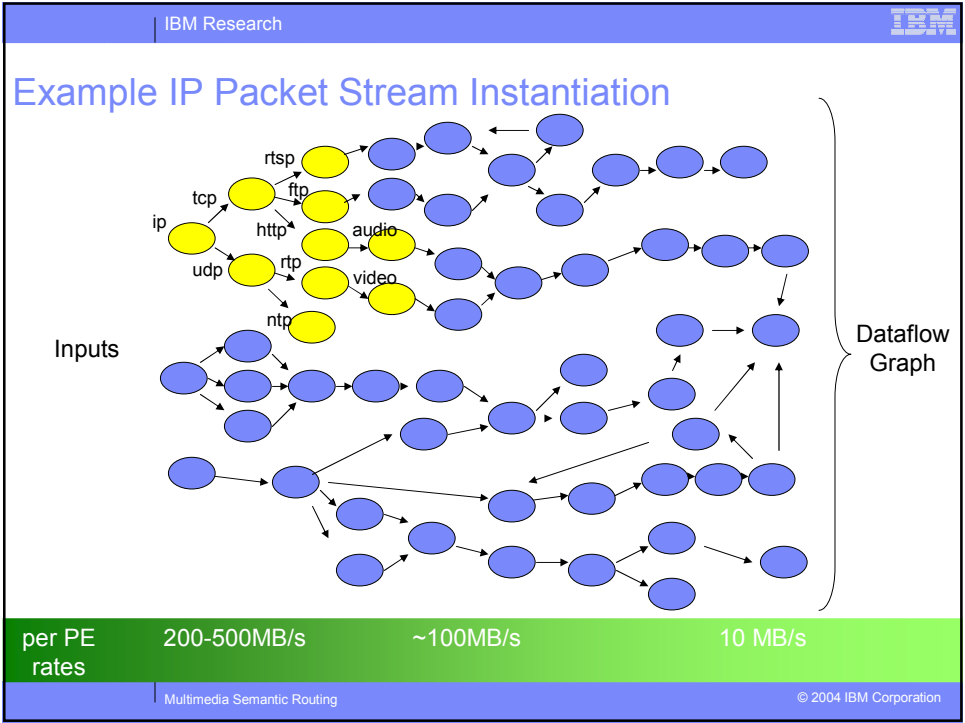 IBM Research
IBM
Example IP Packet Stream Instantiation
rtsp
tcp
ftp
ip
http
audio
udp
rtp
video
ntp
Inputs
Dataflow
Graph
per PE
rates
200-500MB/s
~100MB/s
10 MB/s
Multimedia Semantic Routing
© 2004 IBM Corporation